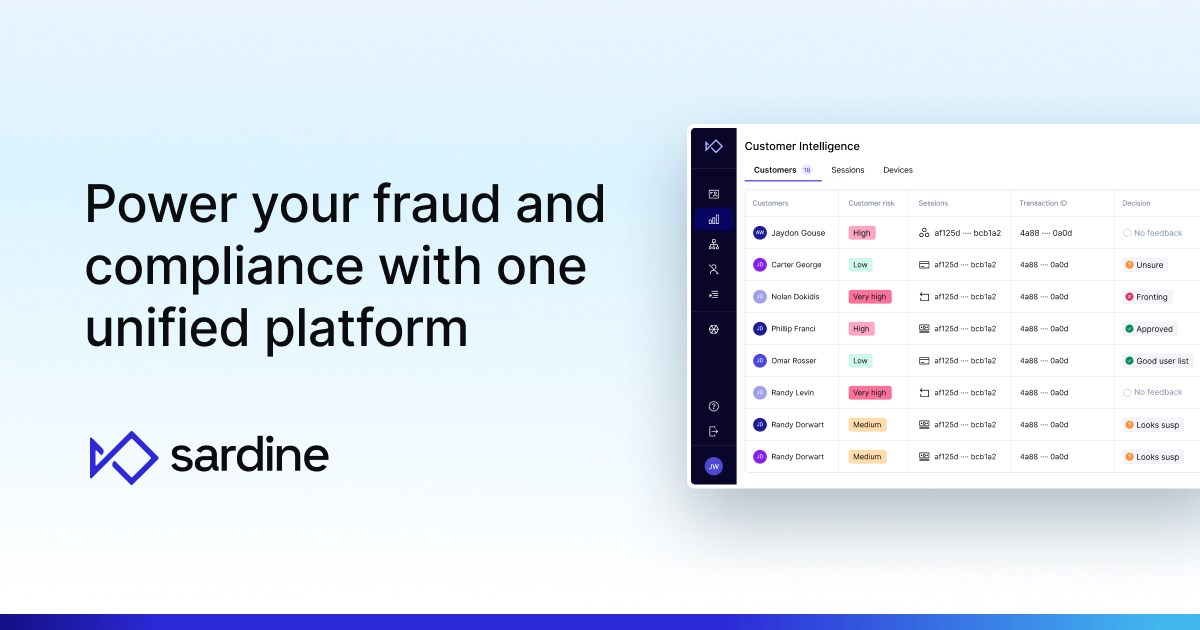 Power your fraud and
compliance with one
unified platform
sardine
Customer Intelligence
Customers 18 Sessions Devices
Customers Customer risk Sessions Transaction ID Decision
AW Jaydon Gouse High af125d ···· bcb1a2 4a88 ···· 0a0d No feedback
JD Carter George Low af125d ···· bcb1a2 4a88 ···· 0a0d Unsure
JD Nolan Dokidis Very high af125d ···· bcb1a2 4a88 ···· 0a0d Fronting
JD Phillip Franci High af125d ···· bcb1a2 4a88 ···· 0a0d Approved
JD Omar Rosser Low af125d ···· bcb1a2 4a88 ···· 0a0d Good user list
JD Randy Levin Very high af125d ···· bcb1a2 4a88 ···· 0a0d No feedback
JD Randy Dorwart Medium af125d ···· bcb1a2 4a88 ···· 0a0d Looks susp
JD Randy Dorwart Medium af125d ···· bcb1a2 4a88 ···· 0a0d Looks susp
JW